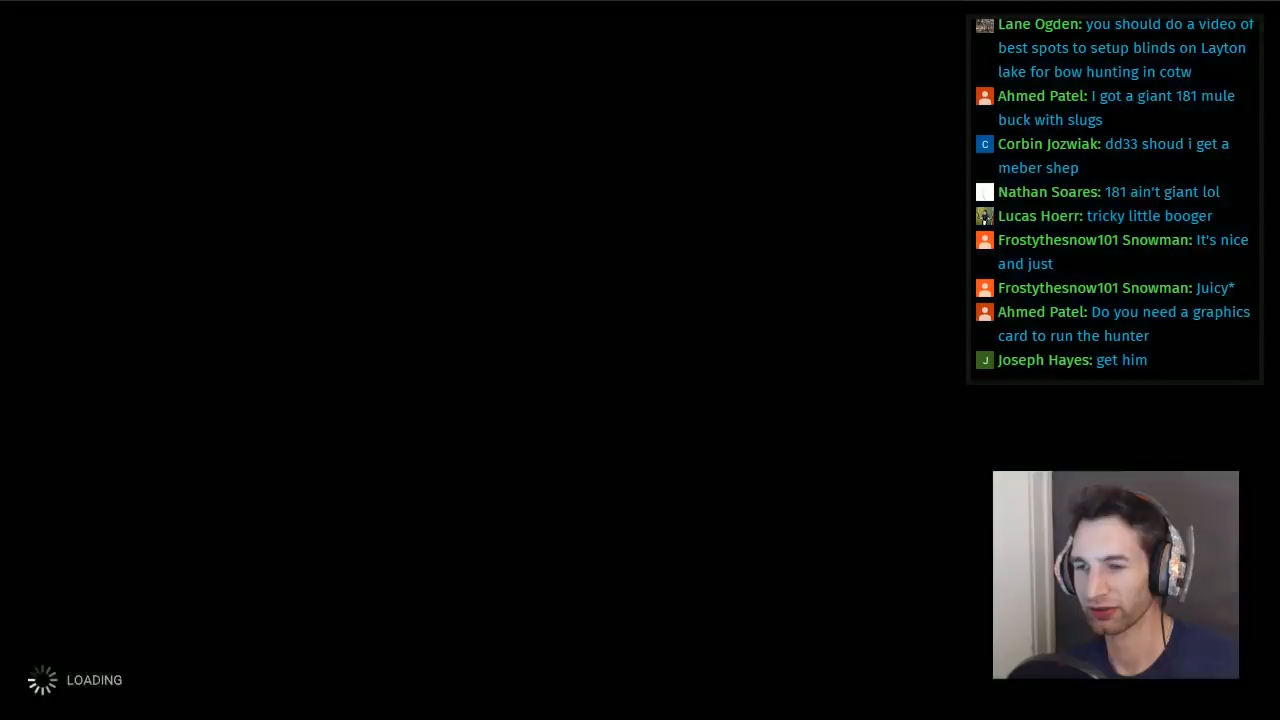 Lane Ogden: you should do a video of
best spots to setup blinds on Layton
lake for bow hunting in cotw
Ahmed Patel: I got a giant 181 mule
buck with slugs
C Corbin Jozwiak: dd33 shoud i get a
meber shep
Nathan Soares: 181 ain't giant lol
Lucas Hoerr: tricky little booger
Frostythesnow101 Snowman: It's nice
and just
Frostythesnow101 Snowman: Juicy*
Ahmed Patel: Do you need a graphics
card to run the hunter
J Joseph Hayes: get him
LOADING